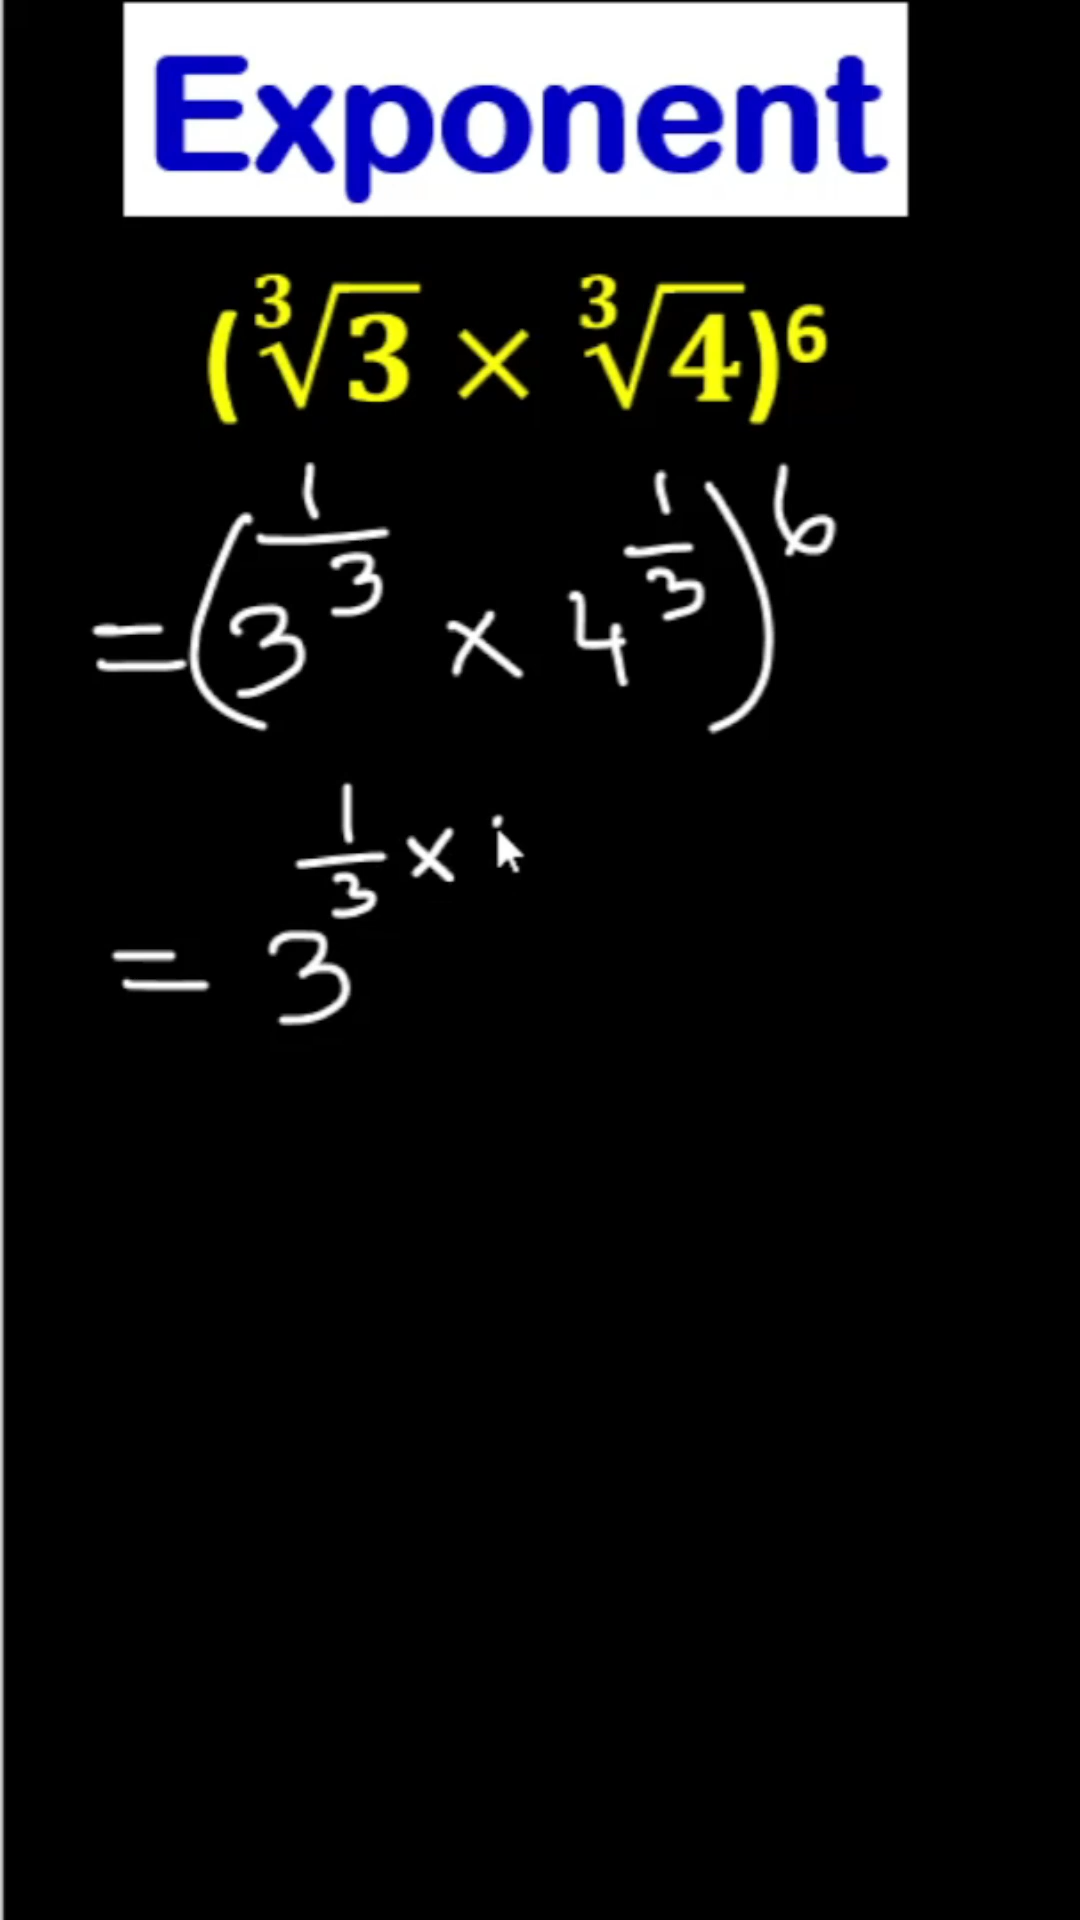 Exponent
(∛3 × ∛4)⁶
= (3^(1/3) × 4^(1/3))^6
= 3^(1/3 ×